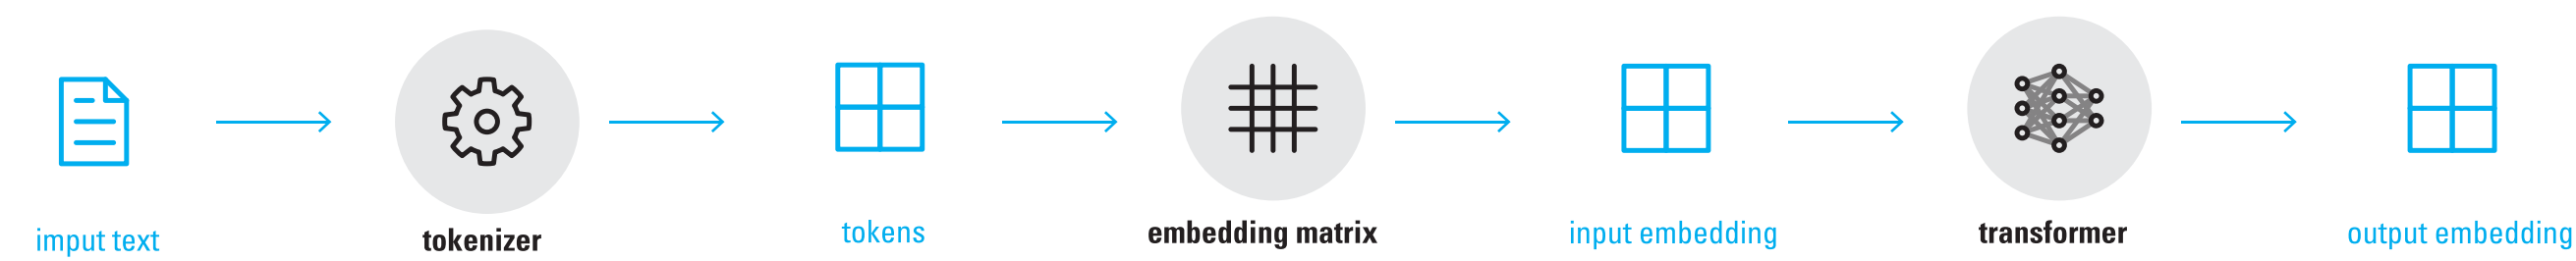 imput text
tokenizer
tokens
embedding matrix
input embedding
transformer
output embedding